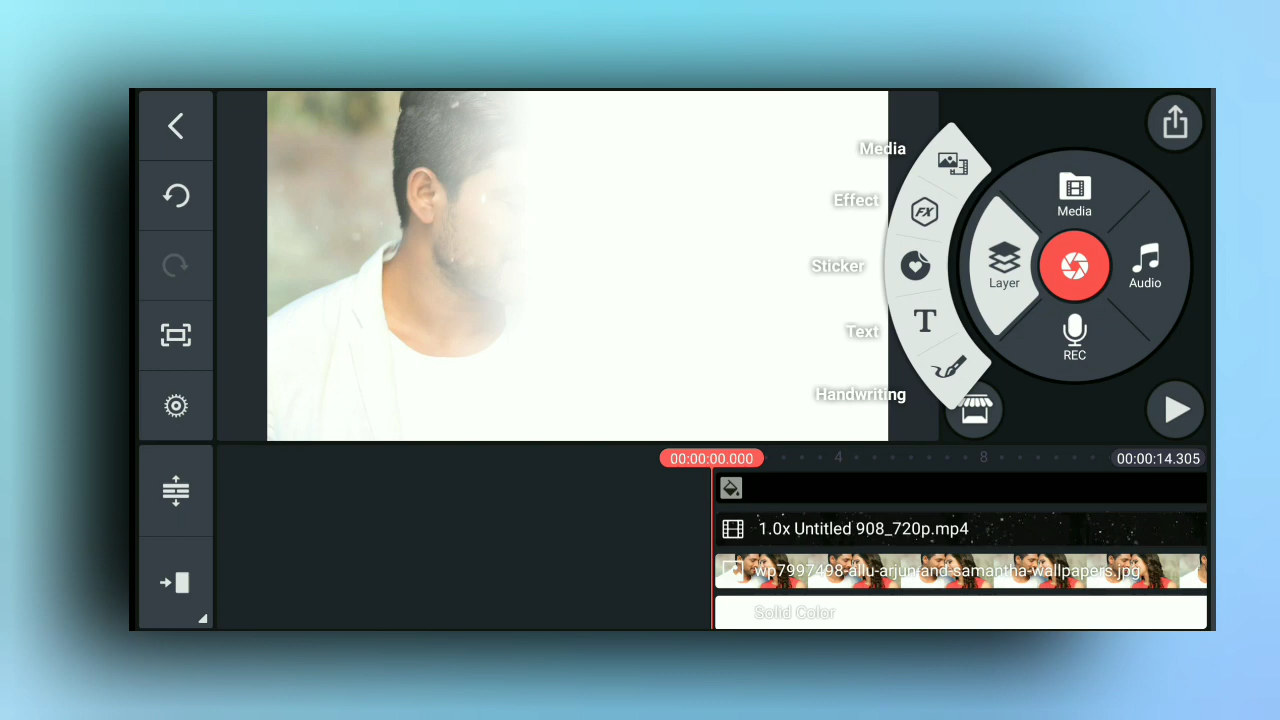 Media
Effect
Sticker
Text
Handwriting
FX
T
Media
Layer
Audio
REC
00:00:00.000
4
8
00:00:14.305
1.0x Untitled 908_720p.mp4
wp7997498-allu-arjun-and-samantha-wallpapers.jpg
Solid Color